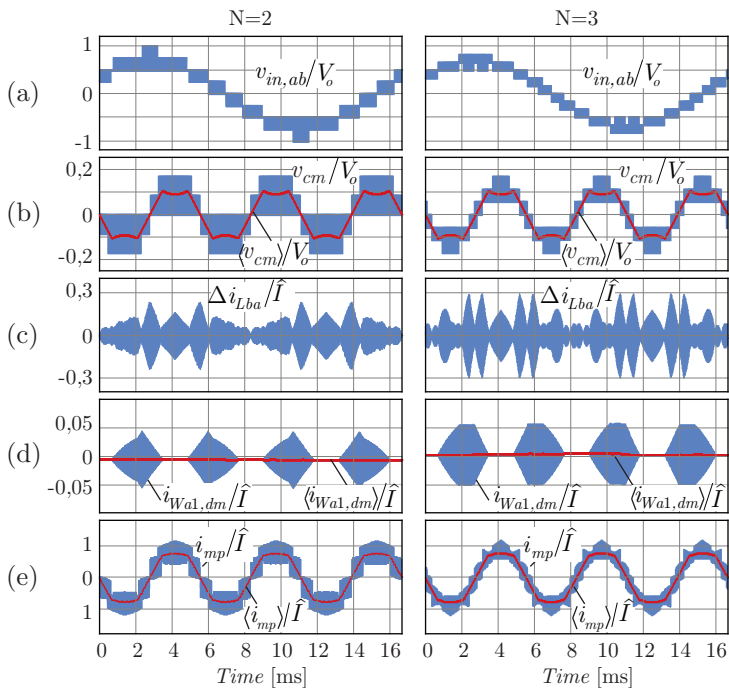 N=2 N=3
(a) 1 0 -1 v_{in,ab}/V_o v_{in,ab}/V_o
(b) 0,2 0 -0,2 v_{cm}/V_o ⟨v_{cm}⟩/V_o v_{cm}/V_o ⟨v_{cm}⟩/V_o
(c) 0,3 0 -0,3 Δi_{Lba}/Î Δi_{Lba}/Î
(d) 0,05 0 -0,05 i_{Wa1,dm}/Î ⟨i_{Wa1,dm}⟩/Î i_{Wa1,dm}/Î ⟨i_{Wa1,dm}⟩/Î
(e) 1 0 1 i_{mp}/Î ⟨i_{mp}⟩/Î i_{mp}/Î ⟨i_{mp}⟩/Î
0 2 4 6 8 10 12 14 16 0 2 4 6 8 10 12 14 16
Time [ms] Time [ms]